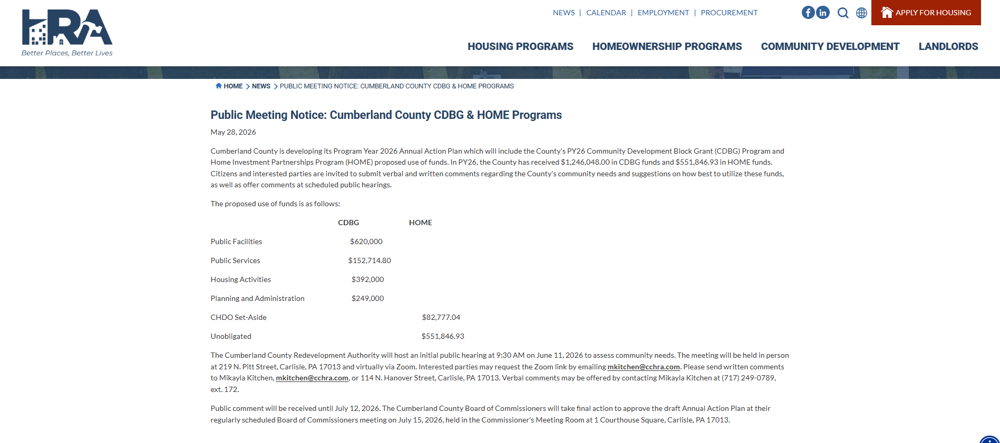 HRA
Better Places, Better Lives
NEWS | CALENDAR | EMPLOYMENT | PROCUREMENT
APPLY FOR HOUSING
HOUSING PROGRAMS HOMEOWNERSHIP PROGRAMS COMMUNITY DEVELOPMENT LANDLORDS
HOME > NEWS > PUBLIC MEETING NOTICE: CUMBERLAND COUNTY CDBG & HOME PROGRAMS
Public Meeting Notice: Cumberland County CDBG & HOME Programs
May 28, 2026
Cumberland County is developing its Program Year 2026 Annual Action Plan which will include the County's PY26 Community Development Block Grant (CDBG) Program and
Home Investment Partnerships Program (HOME) proposed use of funds. In PY26, the County has received $1,246,048.00 in CDBG funds and $551,846.93 in HOME funds.
Citizens and interested parties are invited to submit verbal and written comments regarding the County's community needs and suggestions on how best to utilize these funds,
as well as offer comments at scheduled public hearings.
The proposed use of funds is as follows:
CDBG HOME
Public Facilities $620,000
Public Services $152,714.80
Housing Activities $392,000
Planning and Administration $249,000
CHDO Set-Aside $82,777.04
Unobligated $551,846.93
The Cumberland County Redevelopment Authority will host an initial public hearing at 9:30 AM on June 11, 2026 to assess community needs. The meeting will be held in person
at 219 N. Pitt Street, Carlisle, PA 17013 and virtually via Zoom. Interested parties may request the Zoom link by emailing mkitchen@cchra.com. Please send written comments
to Mikayla Kitchen, mkitchen@cchra.com, or 114 N. Hanover Street, Carlisle, PA 17013. Verbal comments may be offered by contacting Mikayla Kitchen at (717) 249-0789,
ext. 172.
Public comment will be received until July 12, 2026. The Cumberland County Board of Commissioners will take final action to approve the draft Annual Action Plan at their
regularly scheduled Board of Commissioners meeting on July 15, 2026, held in the Commissioner's Meeting Room at 1 Courthouse Square, Carlisle, PA 17013.